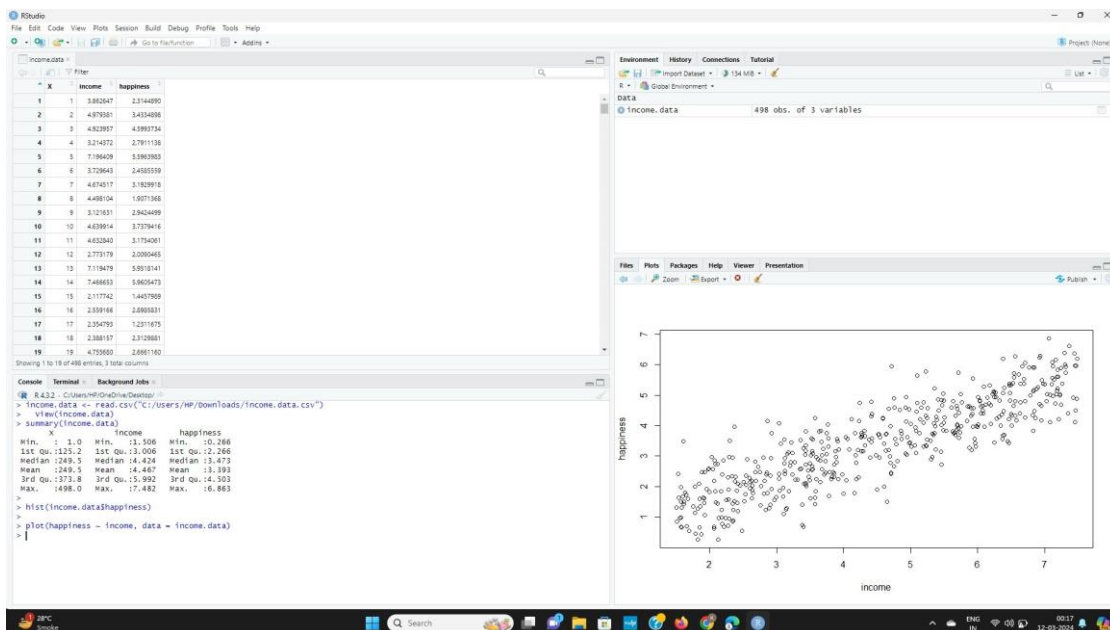 RStudio
File Edit Code View Plots Session Build Debug Profile Tools Help
Go to file/function Addins
Project: (None)
income.data
Filter
X income happiness
1 1 3.862647 2.3144890
2 2 4.979381 3.4334898
3 3 4.923957 4.5993734
4 4 3.214372 2.7911138
5 5 7.196409 5.5963983
6 6 3.729643 2.4585559
7 7 4.674517 3.1929918
8 8 4.498104 1.9071368
9 9 3.121631 2.9424499
10 10 4.639914 3.7379416
11 11 4.632840 3.1754061
12 12 2.773179 2.0090465
13 13 7.119479 5.9518141
14 14 7.466653 5.9605473
15 15 2.117742 1.4457989
16 16 2.559166 2.8985831
17 17 2.354793 1.2311675
18 18 2.388157 2.3129881
19 19 4.755680 2.6661160
Showing 1 to 19 of 498 entries, 3 total columns
Console Terminal Background Jobs
R 4.3.2 · C:/Users/HP/OneDrive/Desktop/
> income.data <- read.csv("C:/Users/HP/Downloads/income.data.csv")
> View(income.data)
> summary(income.data)
X income happiness
Min. : 1.0 Min. :1.506 Min. :0.266
1st Qu.:125.2 1st Qu.:3.006 1st Qu.:2.266
Median :249.5 Median :4.424 Median :3.473
Mean :249.5 Mean :4.467 Mean :3.393
3rd Qu.:373.8 3rd Qu.:5.992 3rd Qu.:4.503
Max. :498.0 Max. :7.482 Max. :6.863
>
> hist(income.data$happiness)
>
> plot(happiness ~ income, data = income.data)
>
Environment History Connections Tutorial
Import Dataset 134 MiB List
R Global Environment
Data
income.data 498 obs. of 3 variables
Files Plots Packages Help Viewer Presentation
Zoom Export Publish
happiness
7
6
5
4
3
2
1
2 3 4 5 6 7
income
28°C
Smoke
Search
ENG
IN
00:17
12-03-2024